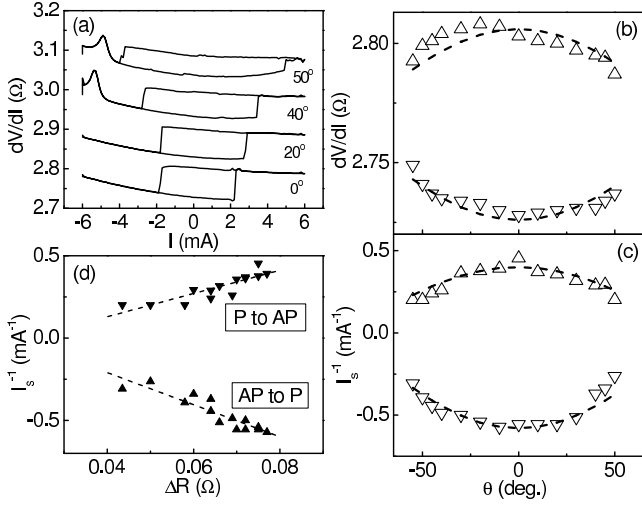 (a)
3.2
3.1
3.0
2.9
2.8
2.7
dV/dI (Ω)
50°
40°
20°
0°
-6 -4 -2 0 2 4 6
I (mA)
(b)
2.80
2.75
dV/dI (Ω)
(d)
0.5
0.0
-0.5
I_s^-1 (mA^-1)
P to AP
AP to P
0.04 0.06 0.08
ΔR (Ω)
(c)
0.5
0.0
-0.5
I_s^-1 (mA^-1)
-50 0 50
θ (deg.)